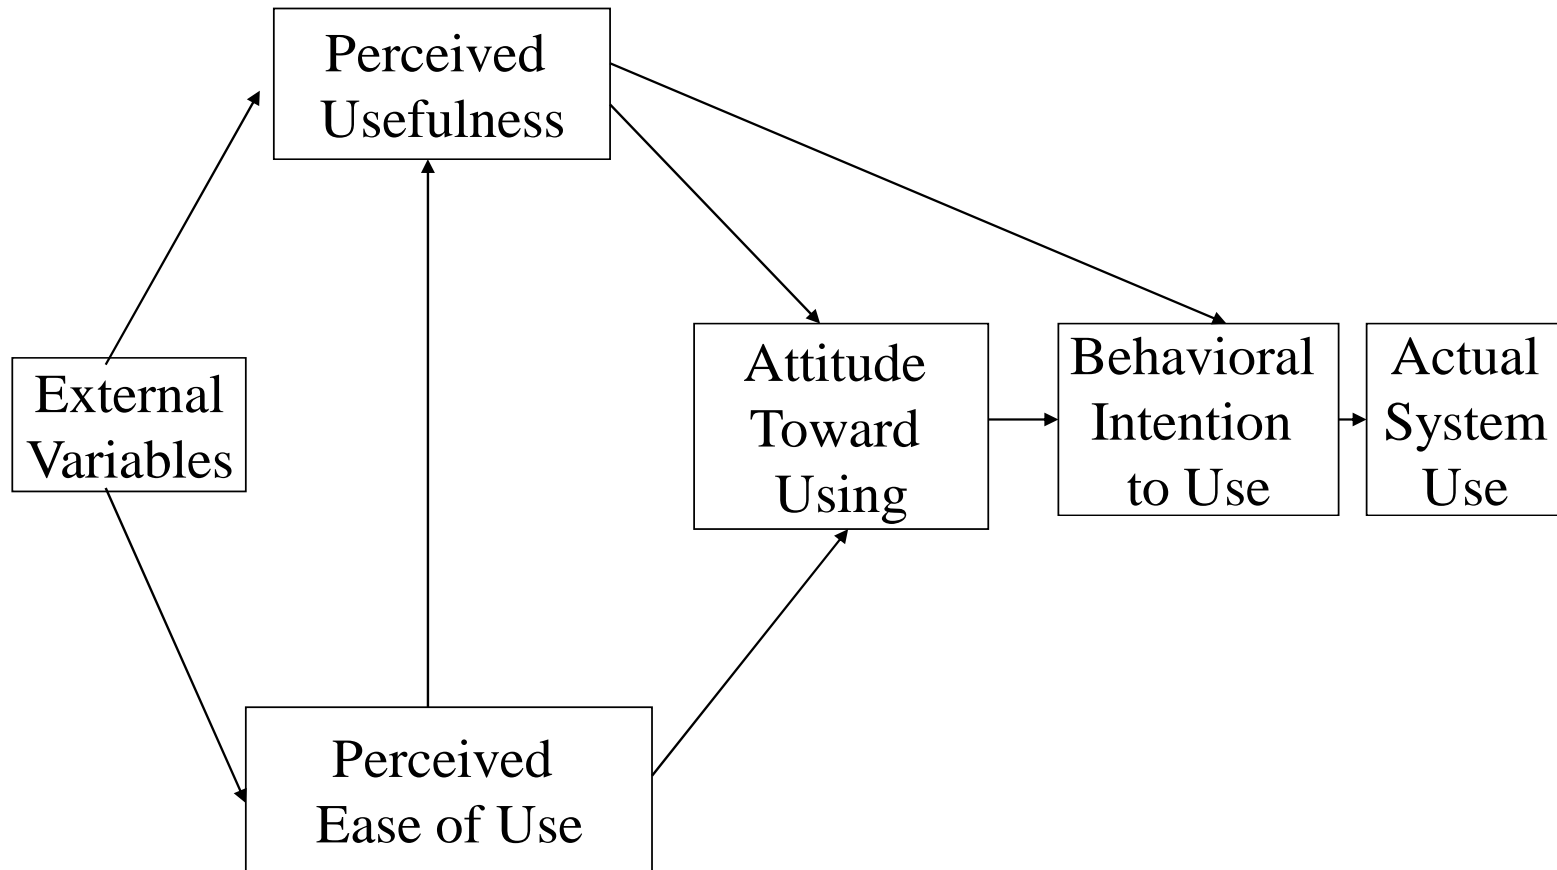 Perceived
Usefulness
External
Variables
Attitude
Toward
Using
Behavioral
Intention
to Use
Actual
System
Use
Perceived
Ease of Use